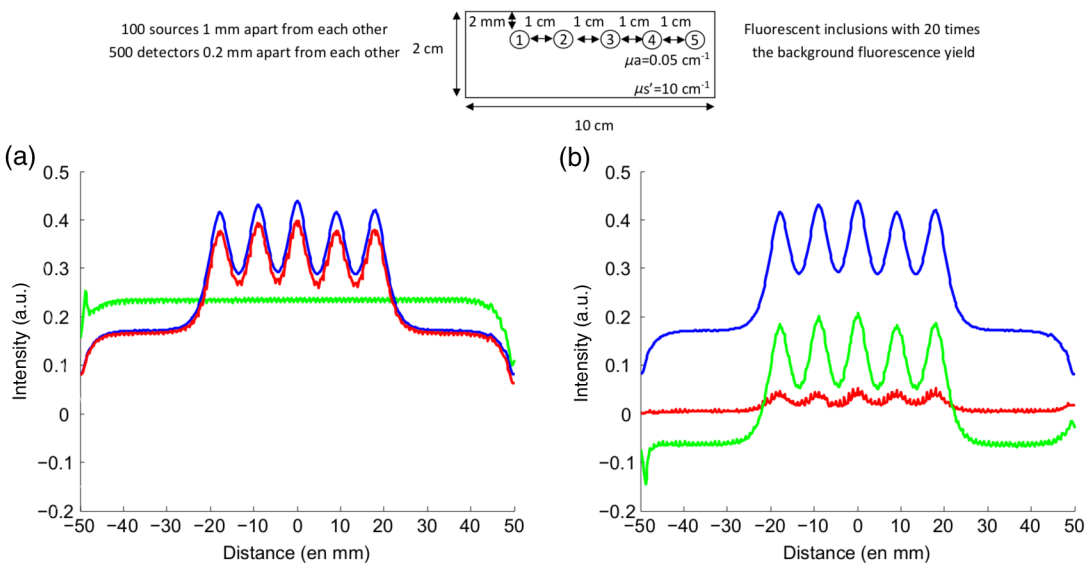 100 sources 1 mm apart from each other
500 detectors 0.2 mm apart from each other
2 cm
2 mm
1 cm 1 cm 1 cm 1 cm
1 2 3 4 5
μa=0.05 cm-1
μs'=10 cm-1
10 cm
Fluorescent inclusions with 20 times
the background fluorescence yield
(a)
Intensity (a.u.)
0.5
0.4
0.3
0.2
0.1
0
−0.1
−0.2
−50 −40 −30 −20 −10 0 10 20 30 40 50
Distance (en mm)
(b)
Intensity (a.u.)
0.5
0.4
0.3
0.2
0.1
0
−0.1
−0.2
−50 −40 −30 −20 −10 0 10 20 30 40 50
Distance (en mm)